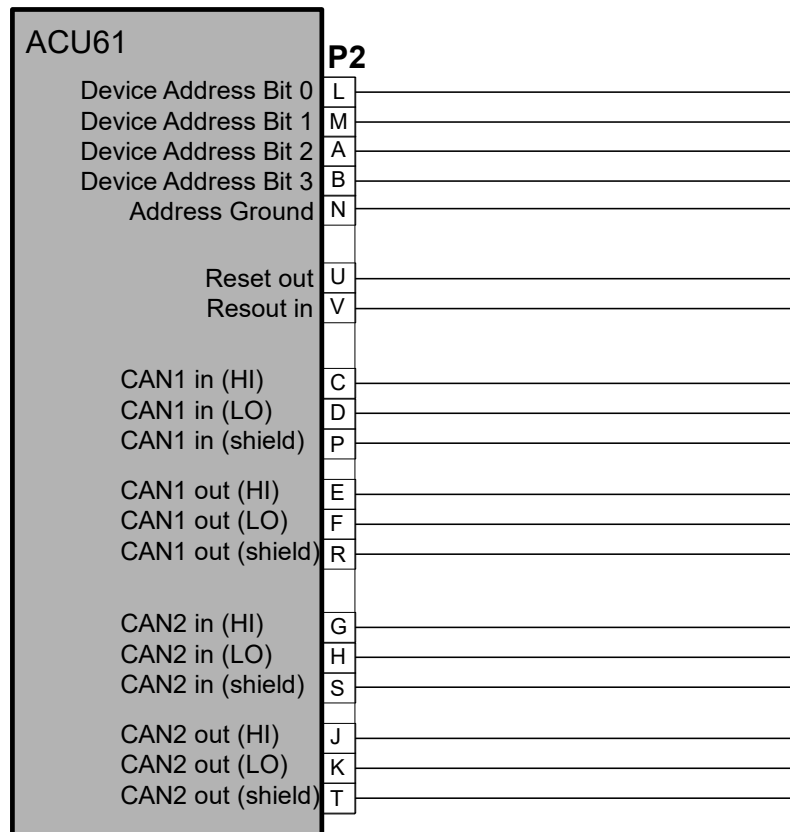 ACU61
P2
Device Address Bit 0 L
Device Address Bit 1 M
Device Address Bit 2 A
Device Address Bit 3 B
Address Ground N
Reset out U
Resout in V
CAN1 in (HI) C
CAN1 in (LO) D
CAN1 in (shield) P
CAN1 out (HI) E
CAN1 out (LO) F
CAN1 out (shield) R
CAN2 in (HI) G
CAN2 in (LO) H
CAN2 in (shield) S
CAN2 out (HI) J
CAN2 out (LO) K
CAN2 out (shield) T